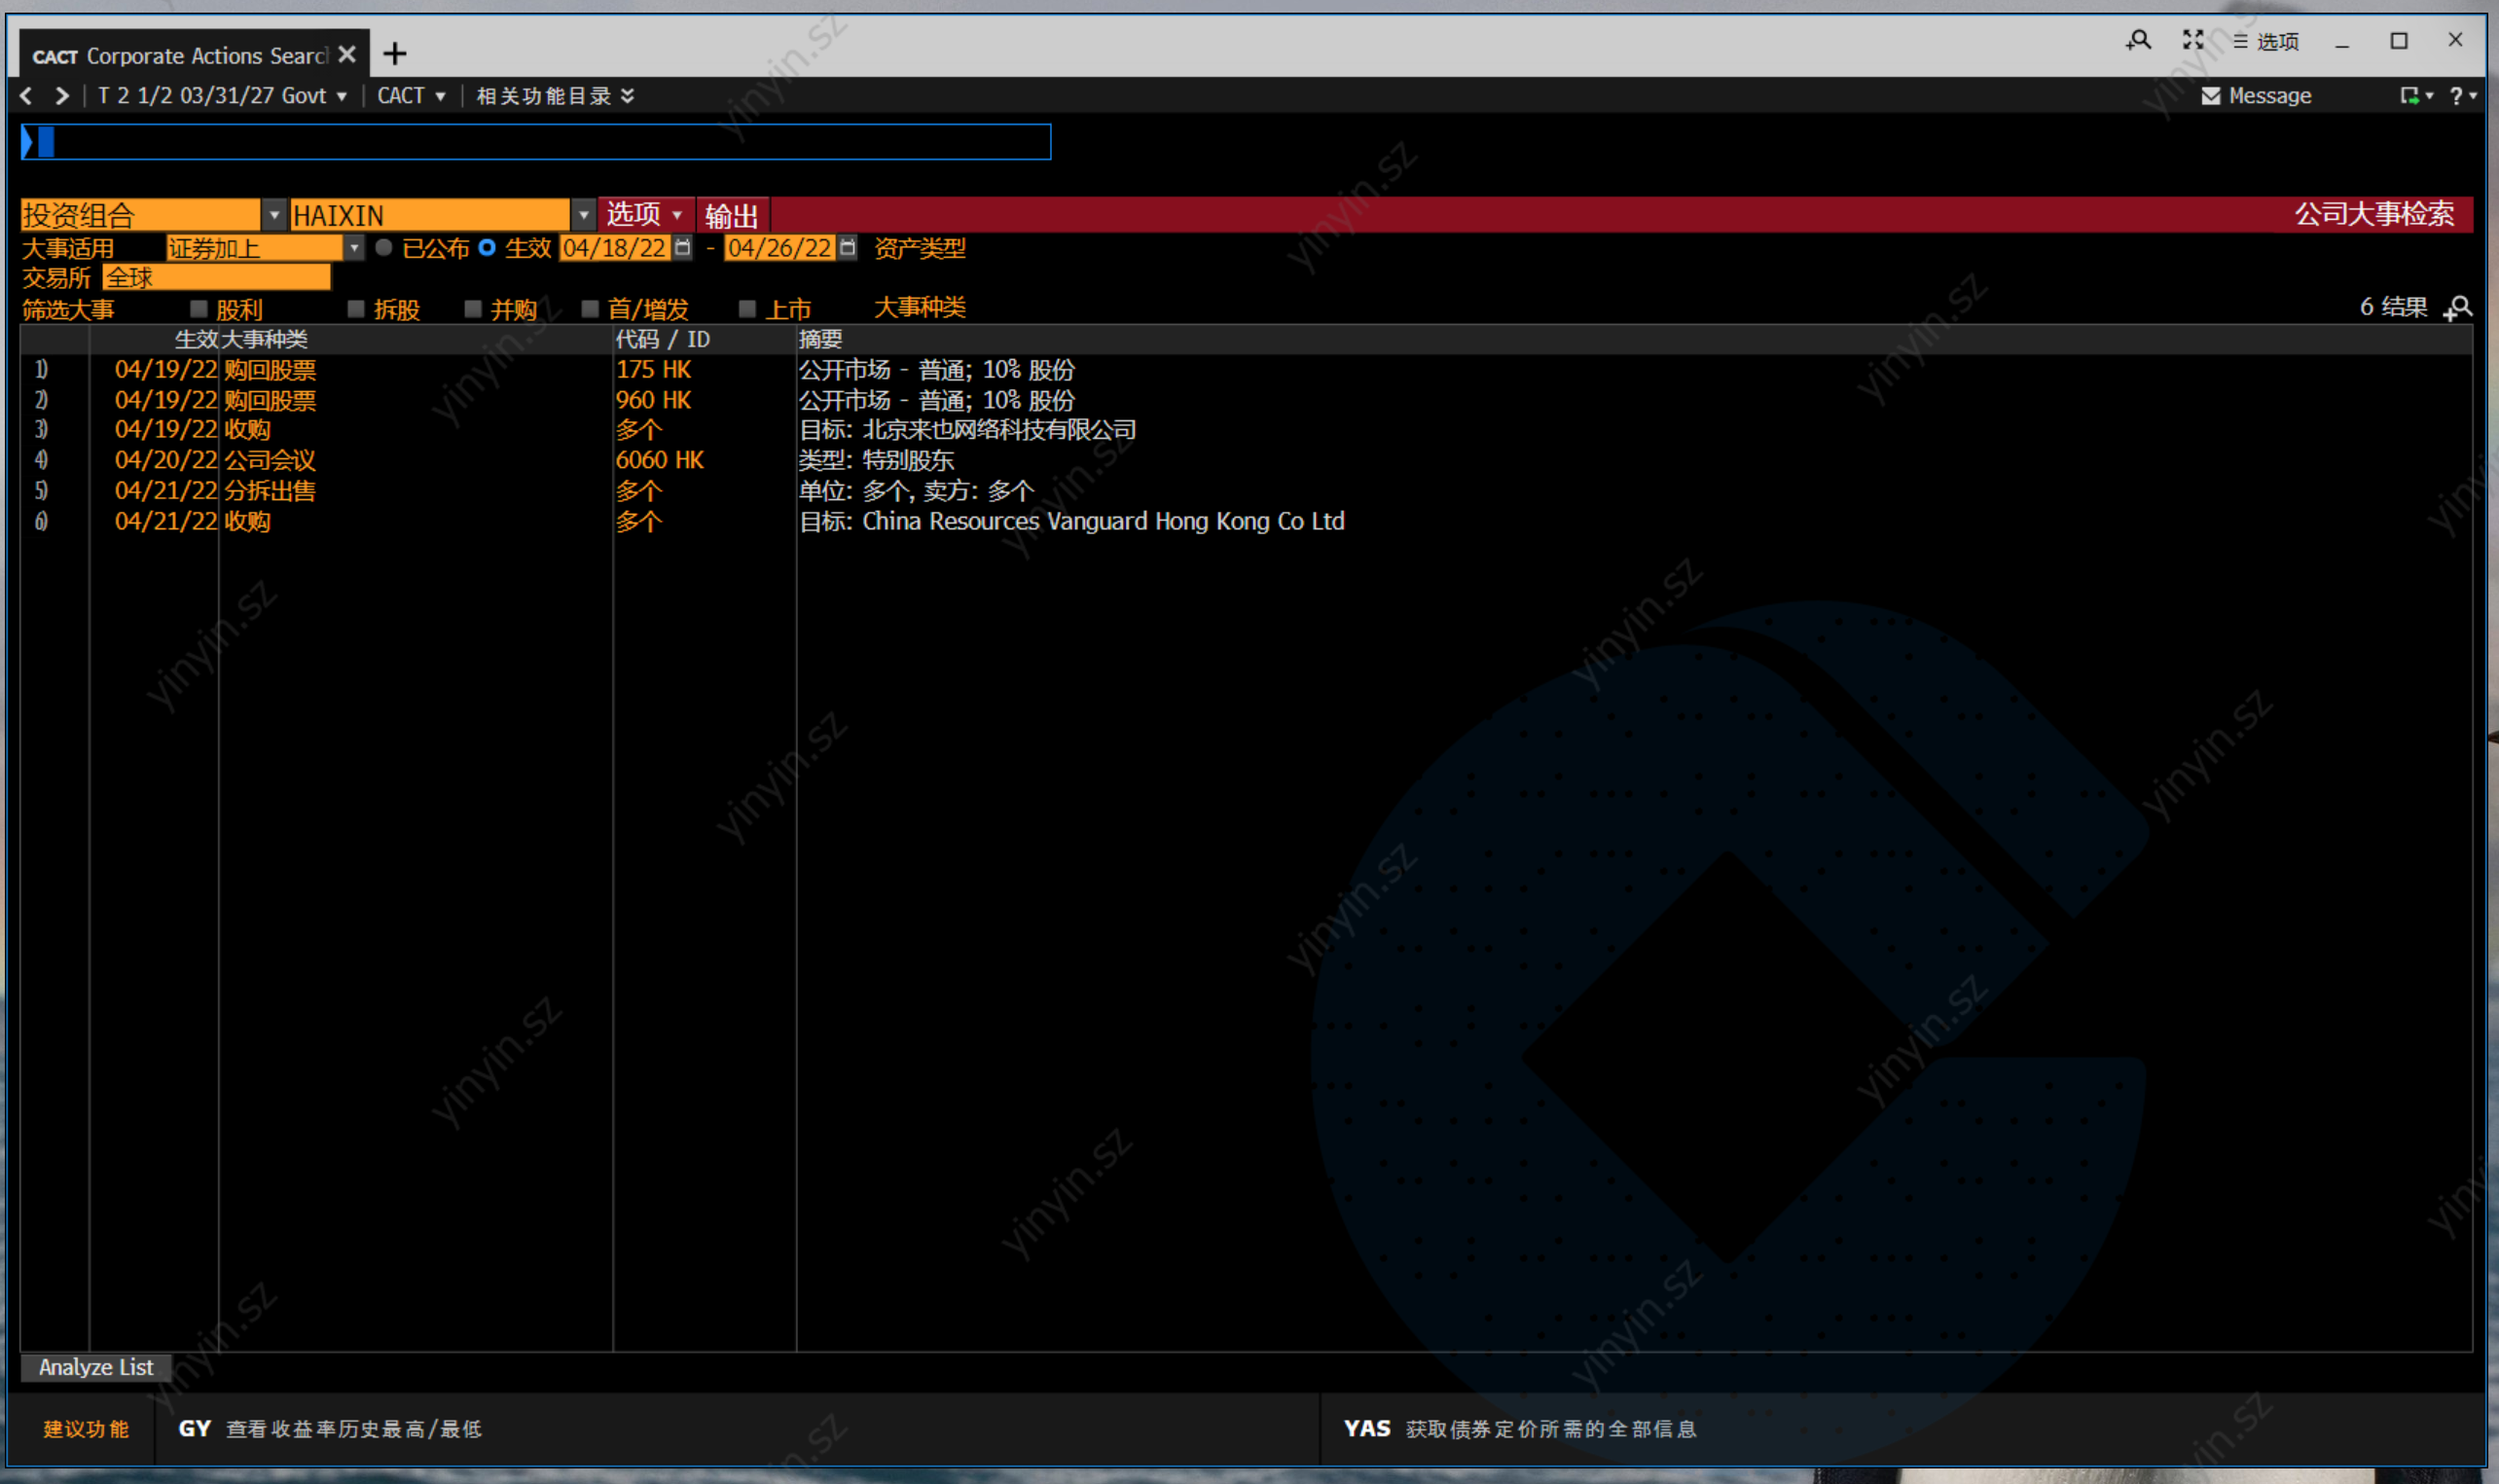 CACT Corporate Actions Searc
选项
T 2 1/2 03/31/27 Govt CACT 相关功能目录 Message ?
投资组合 HAIXIN 选项 输出 公司大事检索
大事适用 证券加上 已公布 生效 04/18/22 - 04/26/22 资产类型
交易所 全球
筛选大事 股利 拆股 并购 首/增发 上市 大事种类 6 结果
生效 大事种类 代码 / ID 摘要
1) 04/19/22 购回股票 175 HK 公开市场 - 普通; 10% 股份
2) 04/19/22 购回股票 960 HK 公开市场 - 普通; 10% 股份
3) 04/19/22 收购 多个 目标: 北京来也网络科技有限公司
4) 04/20/22 公司会议 6060 HK 类型: 特别股东
5) 04/21/22 分拆出售 多个 单位: 多个, 卖方: 多个
6) 04/21/22 收购 多个 目标: China Resources Vanguard Hong Kong Co Ltd
Analyze List
建议功能 GY 查看收益率历史最高/最低 YAS 获取债券定价所需的全部信息
yinyin.sz